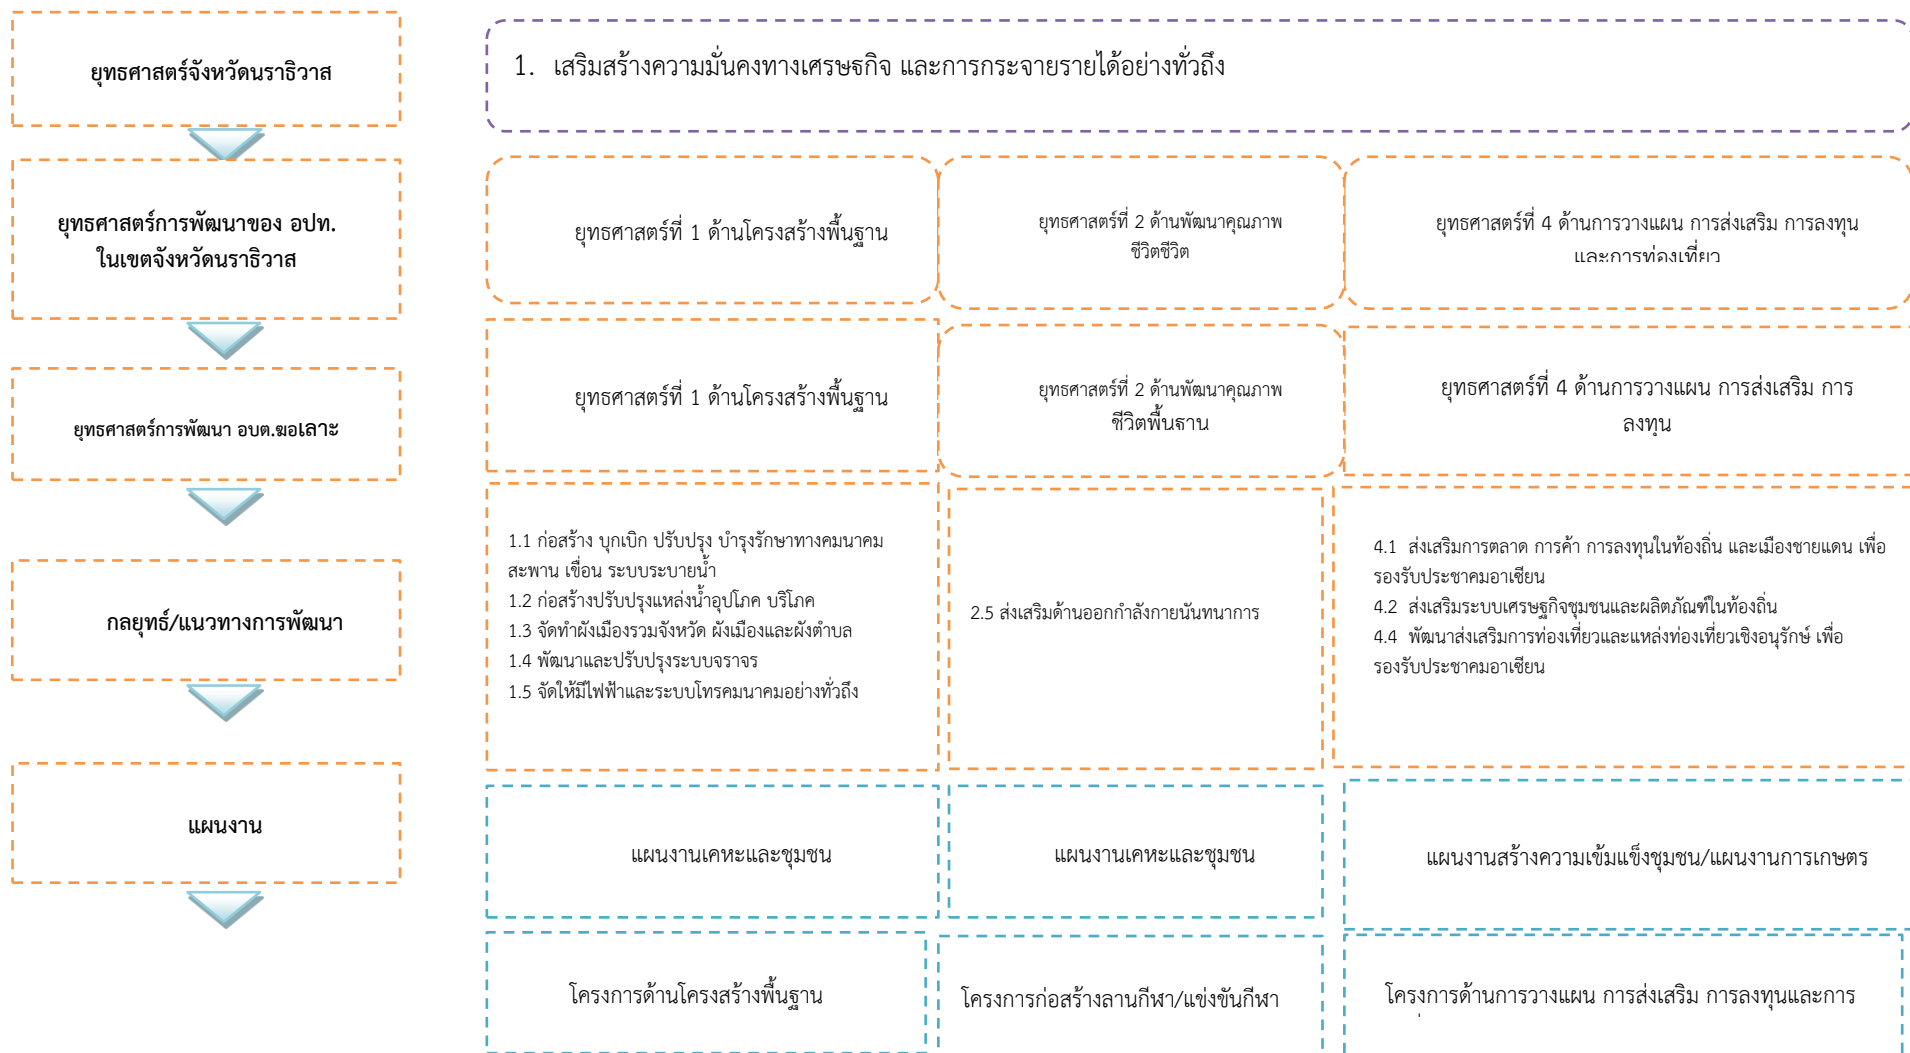 ยุทธศาสตร์จังหวัดนราธิวาส
1. เสริมสร้างความมั่นคงทางเศรษฐกิจ และการกระจายรายได้อย่างทั่วถึง
ยุทธศาสตร์การพัฒนาของ อปท.
ในเขตจังหวัดนราธิวาส
ยุทธศาสตร์ที่ 1 ด้านโครงสร้างพื้นฐาน
ยุทธศาสตร์ที่ 2 ด้านพัฒนาคุณภาพ
ชีวิตชีวิต
ยุทธศาสตร์ที่ 4 ด้านการวางแผน การส่งเสริม การลงทุน
และการท่องเที่ยว
ยุทธศาสตร์การพัฒนา อบต.ฆอเลาะ
ยุทธศาสตร์ที่ 1 ด้านโครงสร้างพื้นฐาน
ยุทธศาสตร์ที่ 2 ด้านพัฒนาคุณภาพ
ชีวิตพื้นฐาน
ยุทธศาสตร์ที่ 4 ด้านการวางแผน การส่งเสริม การ
ลงทุน
กลยุทธ์/แนวทางการพัฒนา
1.1 ก่อสร้าง บุกเบิก ปรับปรุง บำรุงรักษาทางคมนาคม
สะพาน เขื่อน ระบบระบายน้ำ
1.2 ก่อสร้างปรับปรุงแหล่งน้ำอุปโภค บริโภค
1.3 จัดทำผังเมืองรวมจังหวัด ผังเมืองและผังตำบล
1.4 พัฒนาและปรับปรุงระบบจราจร
1.5 จัดให้มีไฟฟ้าและระบบโทรคมนาคมอย่างทั่วถึง
2.5 ส่งเสริมด้านออกกำลังกายนันทนาการ
4.1 ส่งเสริมการตลาด การค้า การลงทุนในท้องถิ่น และเมืองชายแดน เพื่อ
รองรับประชาคมอาเซียน
4.2 ส่งเสริมระบบเศรษฐกิจชุมชนและผลิตภัณฑ์ในท้องถิ่น
4.4 พัฒนาส่งเสริมการท่องเที่ยวและแหล่งท่องเที่ยวเชิงอนุรักษ์ เพื่อ
รองรับประชาคมอาเซียน
แผนงาน
แผนงานเคหะและชุมชน
แผนงานเคหะและชุมชน
แผนงานสร้างความเข้มแข็งชุมชน/แผนงานการเกษตร
โครงการด้านโครงสร้างพื้นฐาน
โครงการก่อสร้างลานกีฬา/แข่งขันกีฬา
โครงการด้านการวางแผน การส่งเสริม การลงทุนและการ